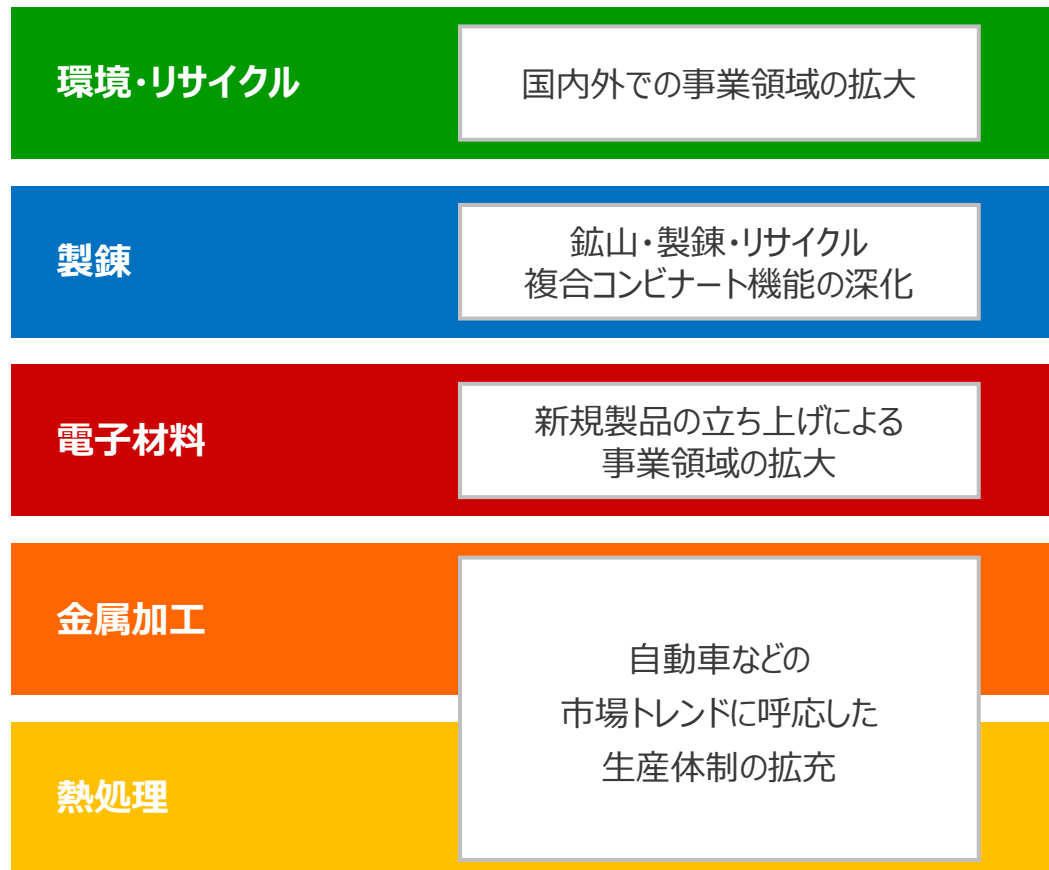 環境・リサイクル
国内外での事業領域の拡大
製錬
鉱山・製錬・リサイクル
複合コンビナート機能の深化
電子材料
新規製品の立ち上げによる
事業領域の拡大
金属加工
自動車などの
市場トレンドに呼応した
生産体制の拡充
熱処理